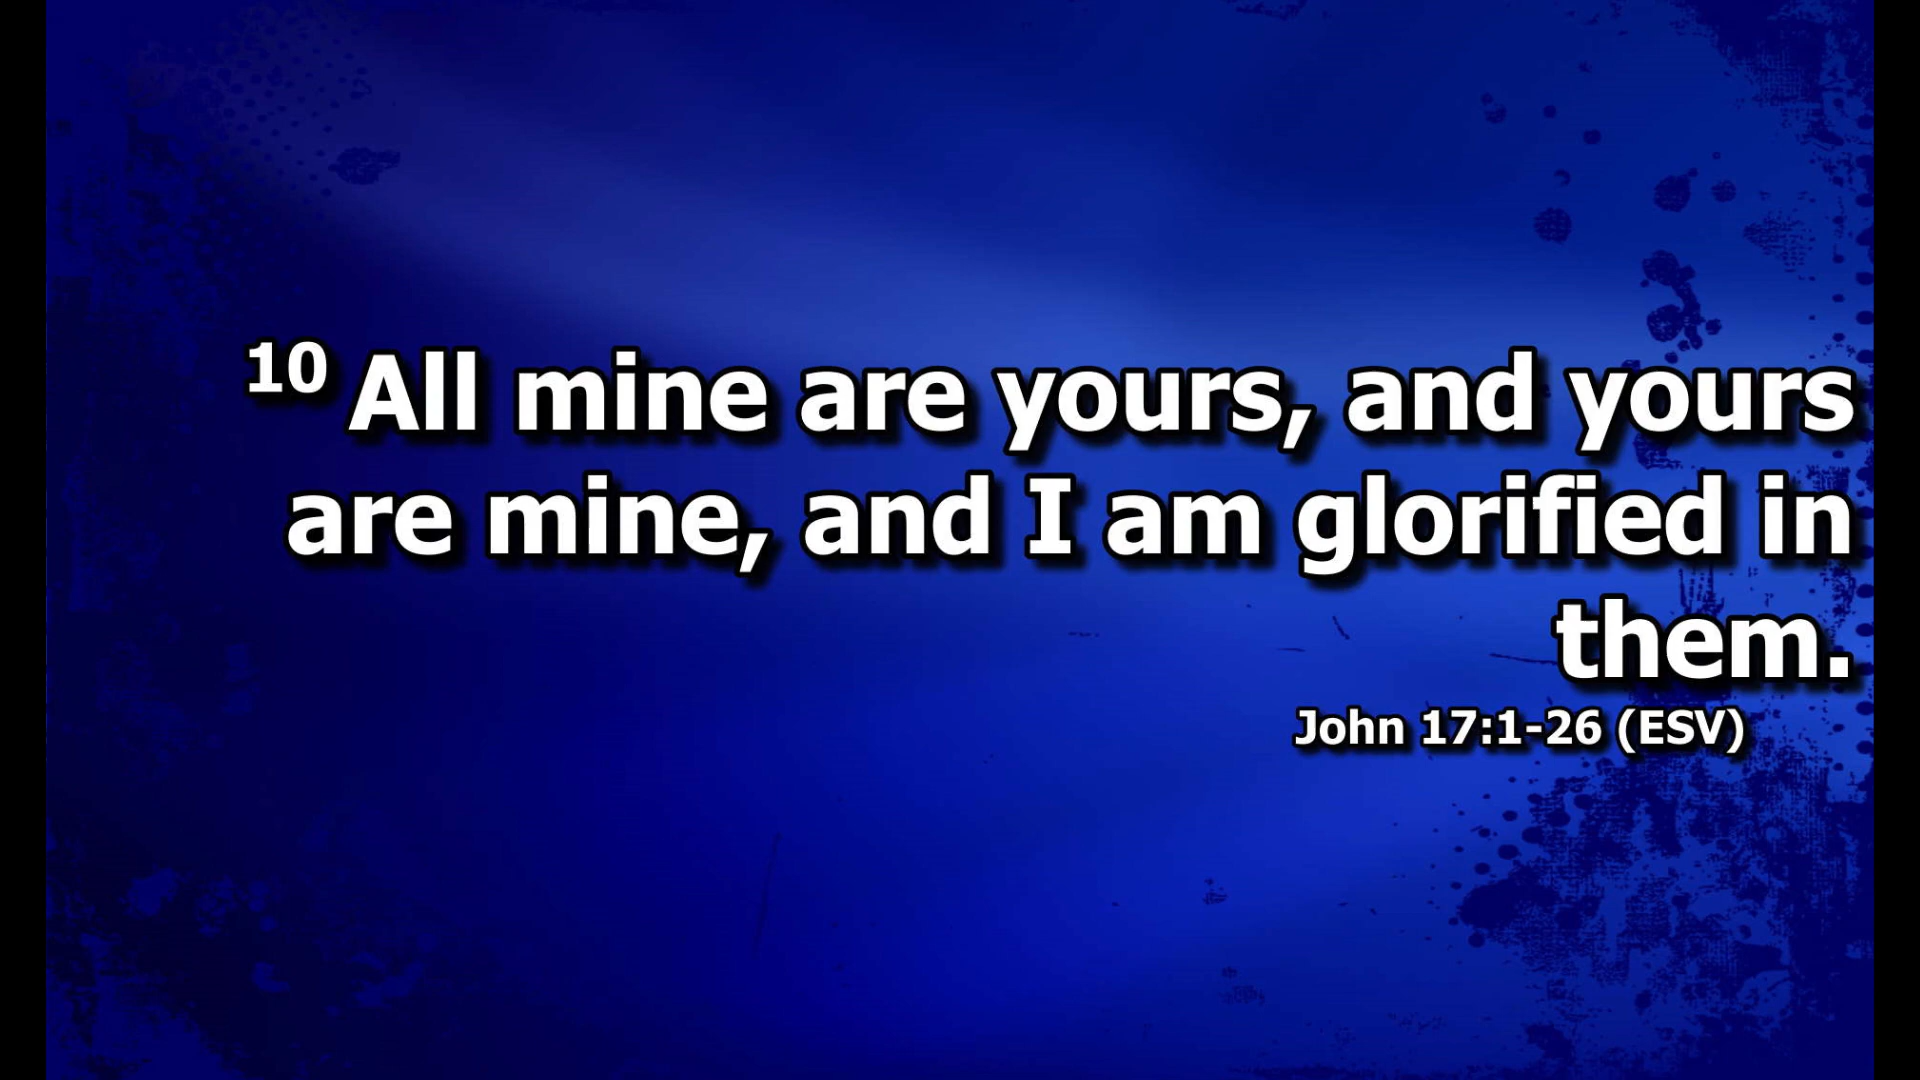 10 All mine are yours, and yours
are mine, and I am glorified in
them.
John 17:1-26 (ESV)